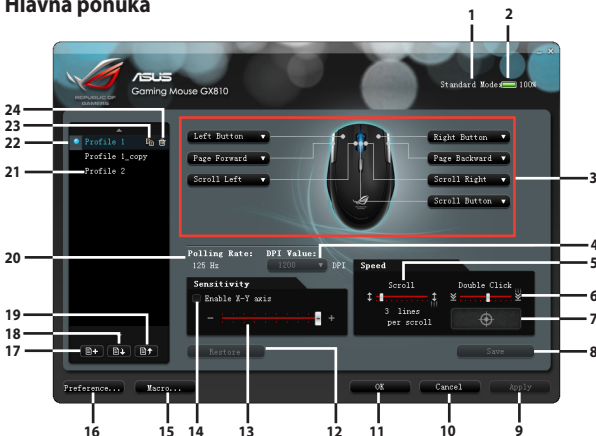 Hlavná ponuka
1
2
REPUBLIC OF
GAMERS
ASUS
Gaming Mouse GX810
Standard Mode: 100%
24
23
22
21
Profile 1
Profile 1_copy
Profile 2
Left Button
Page Forward
Scroll Left
Right Button
Page Backward
Scroll Right
Scroll Button
3
20
Polling Rate:
125 Hz
DPI Value:
1200 DPI
4
Sensitivity
Enable X-Y axis
Speed
5
Scroll
Double Click
6
3 lines
per scroll
7
19
18
17
Restore
Save
8
Preference...
Macro...
OK
Cancel
Apply
16
15
14
13
12
11
10
9